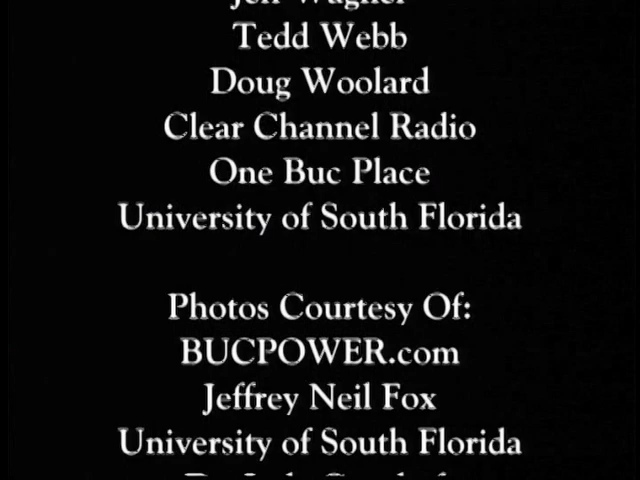 Tedd Webb
Doug Woolard
Clear Channel Radio
One Buc Place
University of South Florida
Photos Courtesy Of:
BUCPOWER.com
Jeffrey Neil Fox
University of South Florida